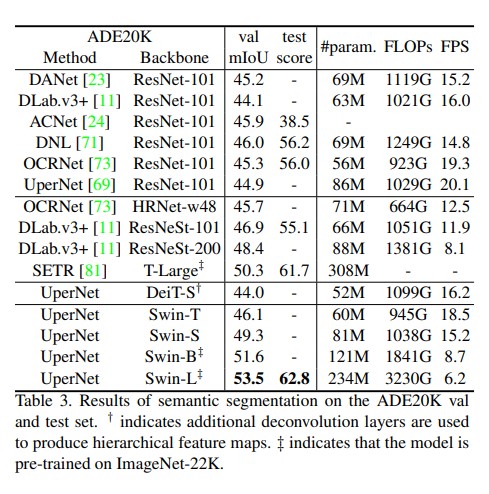 ADE20K val test #param. FLOPs FPS
Method Backbone mIoU score
DANet [23] ResNet-101 45.2 - 69M 1119G 15.2
DLab.v3+ [11] ResNet-101 44.1 - 63M 1021G 16.0
ACNet [24] ResNet-101 45.9 38.5 -
DNL [71] ResNet-101 46.0 56.2 69M 1249G 14.8
OCRNet [73] ResNet-101 45.3 56.0 56M 923G 19.3
UperNet [69] ResNet-101 44.9 - 86M 1029G 20.1
OCRNet [73] HRNet-w48 45.7 - 71M 664G 12.5
DLab.v3+ [11] ResNeSt-101 46.9 55.1 66M 1051G 11.9
DLab.v3+ [11] ResNeSt-200 48.4 - 88M 1381G 8.1
SETR [81] T-Large‡ 50.3 61.7 308M - -
UperNet DeiT-S† 44.0 - 52M 1099G 16.2
UperNet Swin-T 46.1 - 60M 945G 18.5
UperNet Swin-S 49.3 - 81M 1038G 15.2
UperNet Swin-B‡ 51.6 - 121M 1841G 8.7
UperNet Swin-L‡ 53.5 62.8 234M 3230G 6.2
Table 3. Results of semantic segmentation on the ADE20K val
and test set. † indicates additional deconvolution layers are used
to produce hierarchical feature maps. ‡ indicates that the model is
pre-trained on ImageNet-22K.